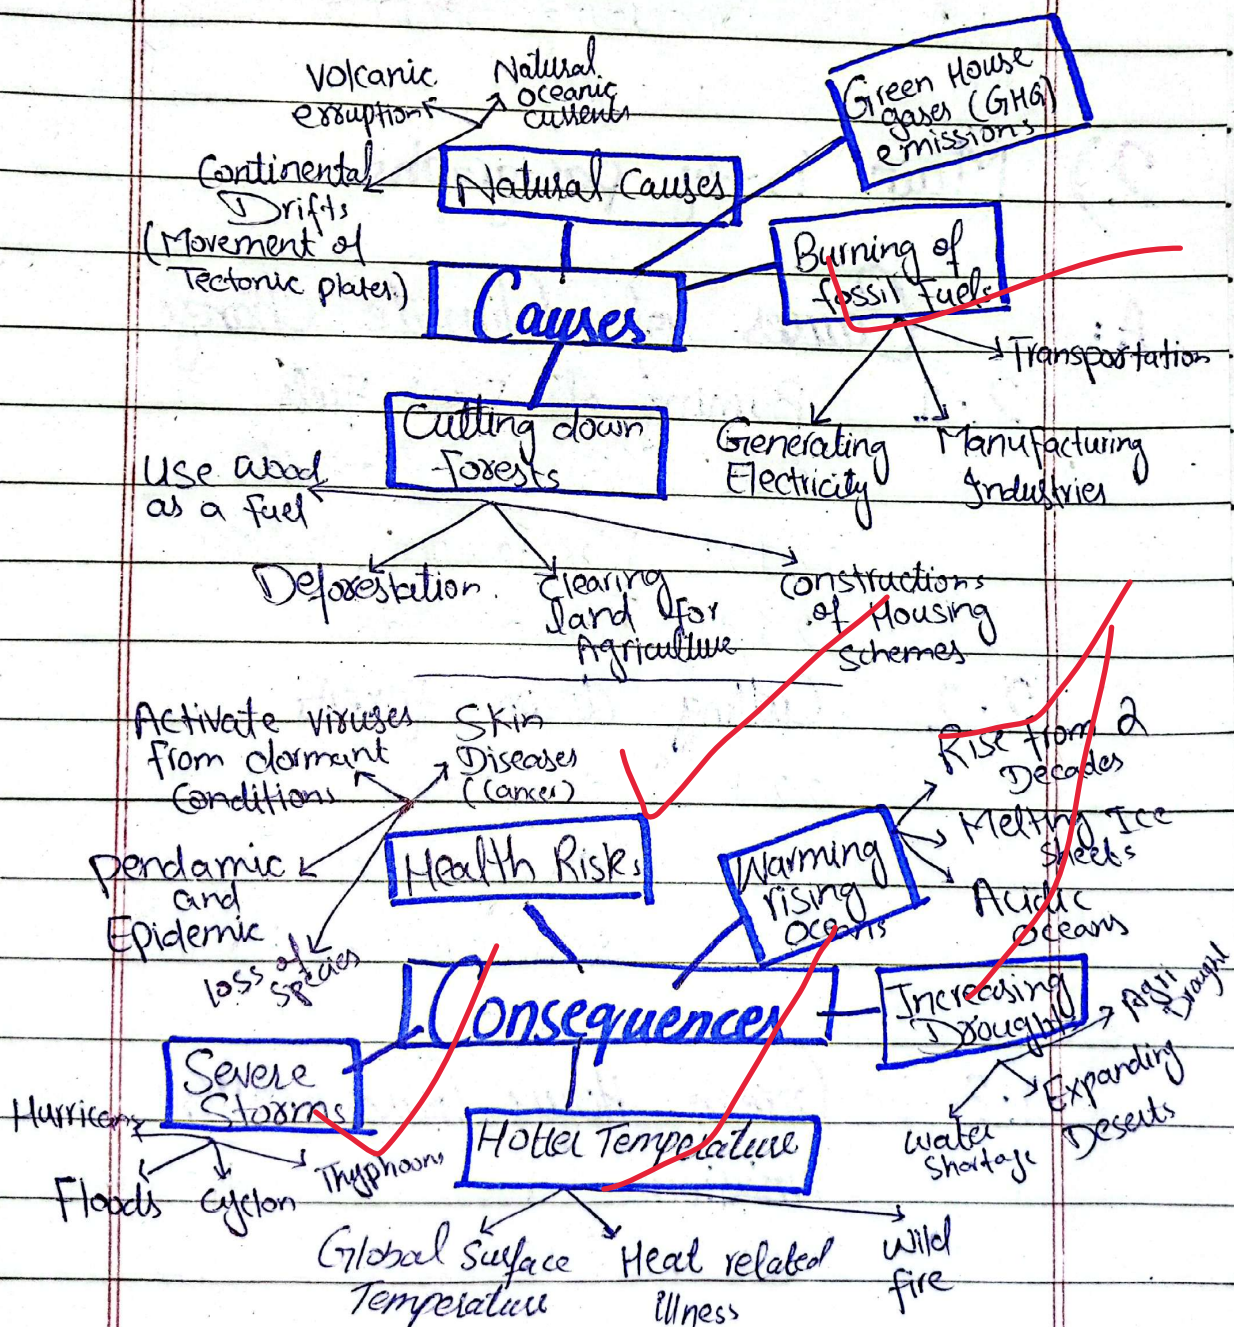 Volcanic
erruption
Natural
oceanic
currents
Green House
gases (GHG)
emissions
Continental
Drifts
(Movement of
Tectonic plates.)
Natural Causes
Burning of
fossil fuels
Causes
Transportation
Cutting down
forests
Generating
Electricity
Manufacturing
Industries
Use wood
as a fuel
Deforestation
Clearing
land for
Agriculture
Constructions
of Housing
Schemes
Activate viruses
from dormant
Conditions
Skin
Diseases
(Cancer)
Rise from 2
Decades
Melting Ice
Sheets
Acidic
Oceans
Pendamic
and
Epidemic
loss of
species
Health Risks
Warming
rising
Oceans
Consequences
Increasing
Drought
Agri
Drought
Expanding
Deserts
Water
Shortage
Severe
Storms
Hurricans
Floods
Cyclon
Thyphoons
Hotter Temperature
Global Surface
Temperature
Heat related
illness
Wild
fire